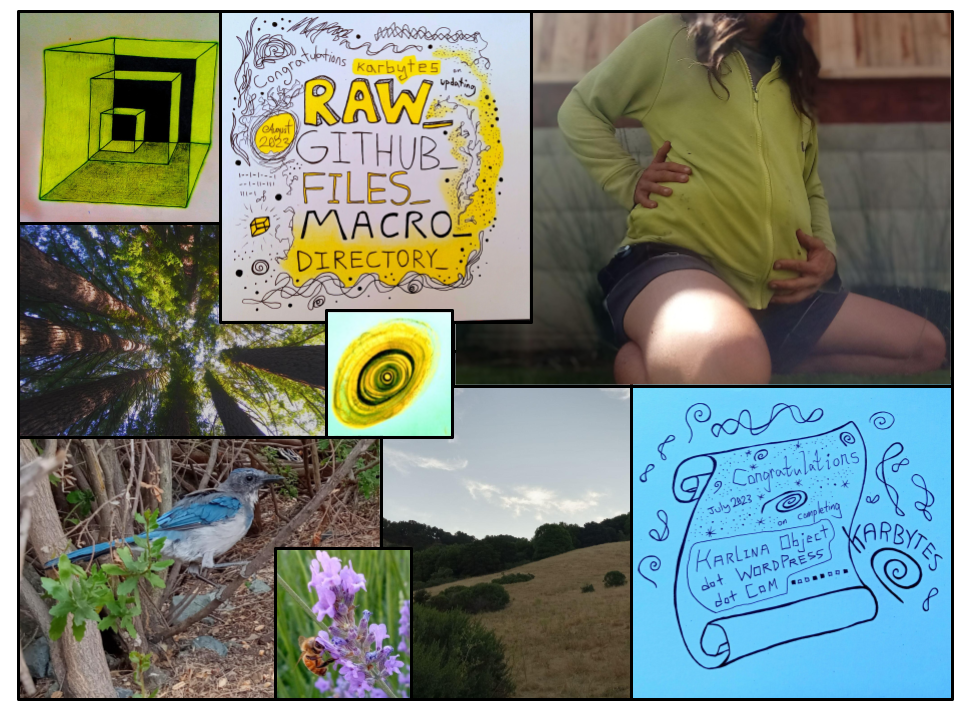 Congratulations karbytes on updating
RAW_
August 2023
GITHUB_
FILES_
of
MACRO_
DIRECTORY_
Congratulations
July 2023
on completing
KARLINA OBJECT
dot WORDPRESS
dot COM
KARBYTES